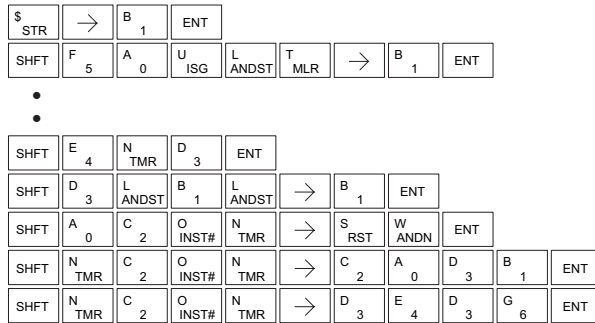 $ STR → B 1 ENT
SHFT F 5 A 0 U ISG L ANDST T MLR → B 1 ENT
•
•
SHFT E 4 N TMR D 3 ENT
SHFT D 3 L ANDST B 1 L ANDST → B 1 ENT
SHFT A 0 C 2 O INST# N TMR → S RST W ANDN ENT
SHFT N TMR C 2 O INST# N TMR → C 2 A 0 D 3 B 1 ENT
SHFT N TMR C 2 O INST# N TMR → D 3 E 4 D 3 G 6 ENT